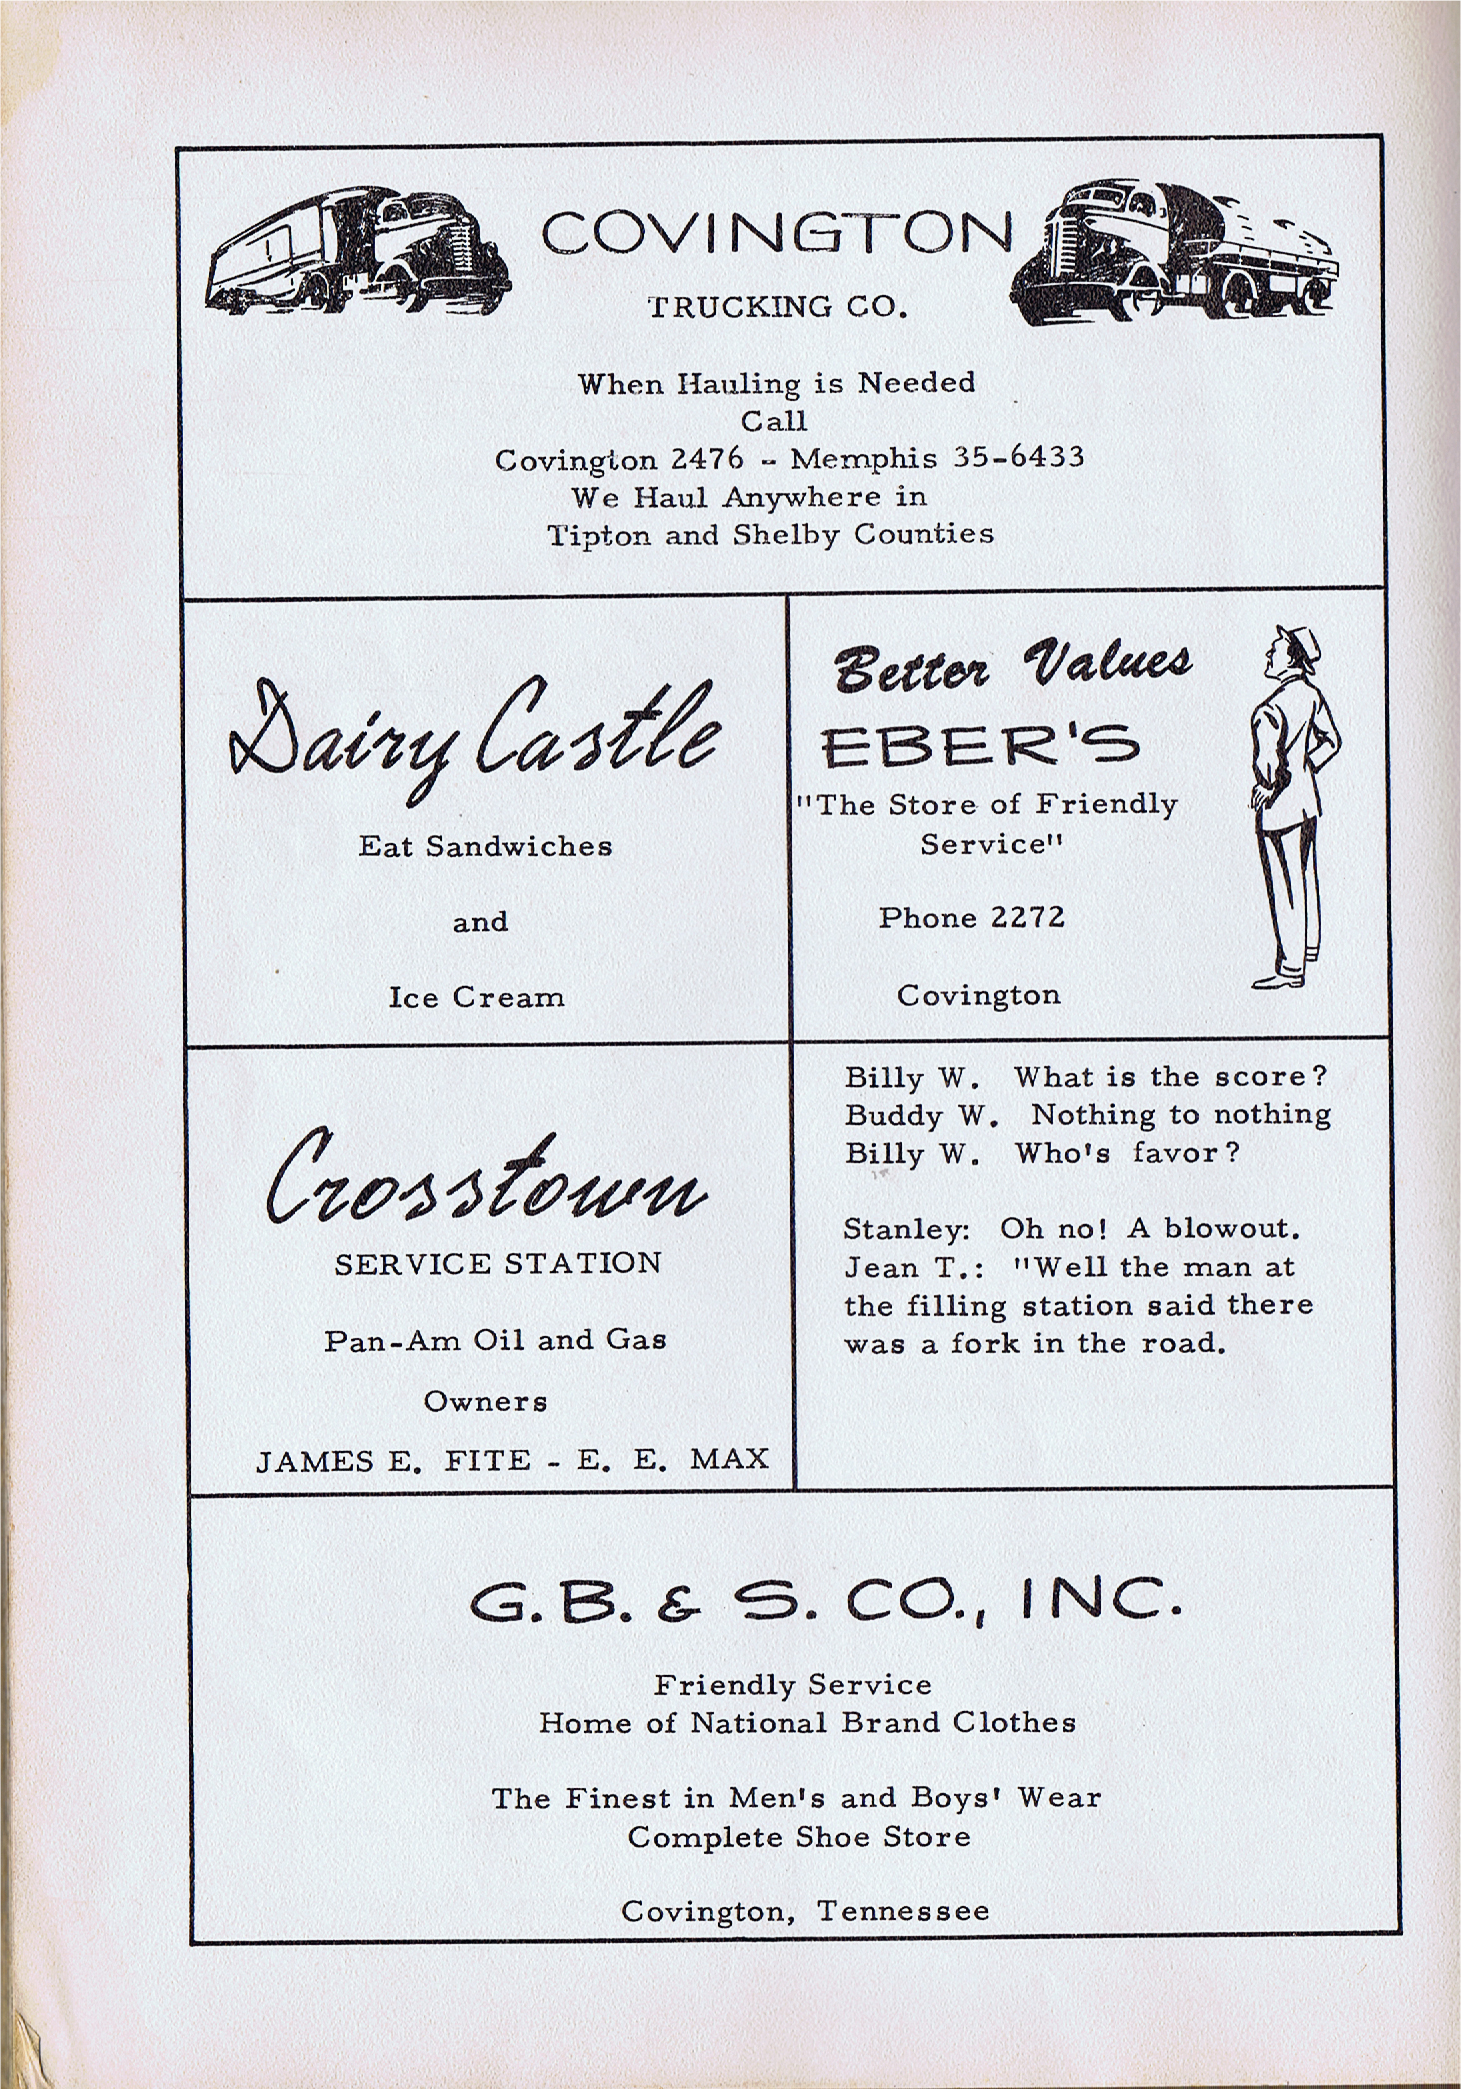 COVINGTON
TRUCKING CO.
When Hauling is Needed
Call
Covington 2476 - Memphis 35-6433
We Haul Anywhere in
Tipton and Shelby Counties
Dairy Castle
Eat Sandwiches
and
Ice Cream
Better Values
EBER'S
"The Store of Friendly
Service"
Phone 2272
Covington
Crosstown
SERVICE STATION
Pan-Am Oil and Gas
Owners
JAMES E. FITE - E. E. MAX
Billy W. What is the score?
Buddy W. Nothing to nothing
Billy W. Who's favor?
Stanley: Oh no! A blowout.
Jean T.: "Well the man at
the filling station said there
was a fork in the road.
G. B. & S. CO., INC.
Friendly Service
Home of National Brand Clothes
The Finest in Men's and Boys' Wear
Complete Shoe Store
Covington, Tennessee